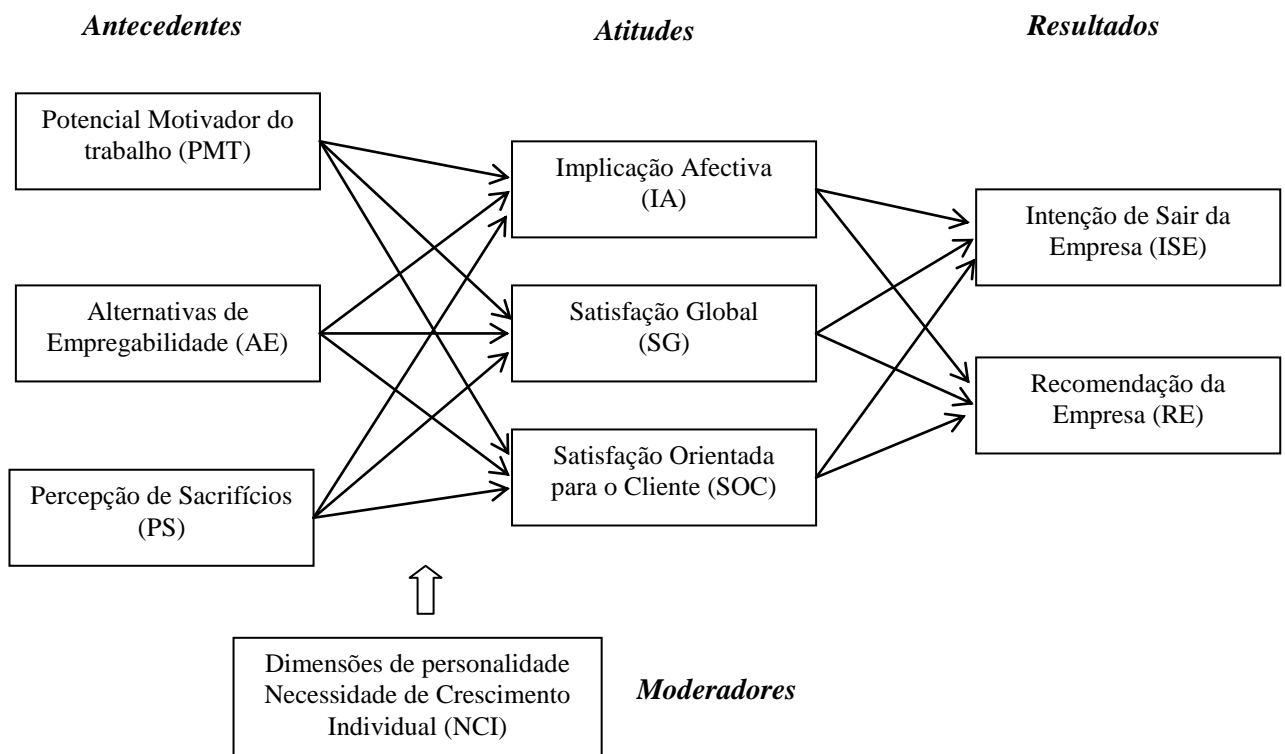 Antecedentes
Atitudes
Resultados
Potencial Motivador do
trabalho (PMT)
Implicação Afectiva
(IA)
Intenção de Sair da
Empresa (ISE)
Alternativas de
Empregabilidade (AE)
Satisfação Global
(SG)
Recomendação da
Empresa (RE)
Percepção de Sacrifícios
(PS)
Satisfação Orientada
para o Cliente (SOC)
Dimensões de personalidade
Necessidade de Crescimento
Individual (NCI)
Moderadores